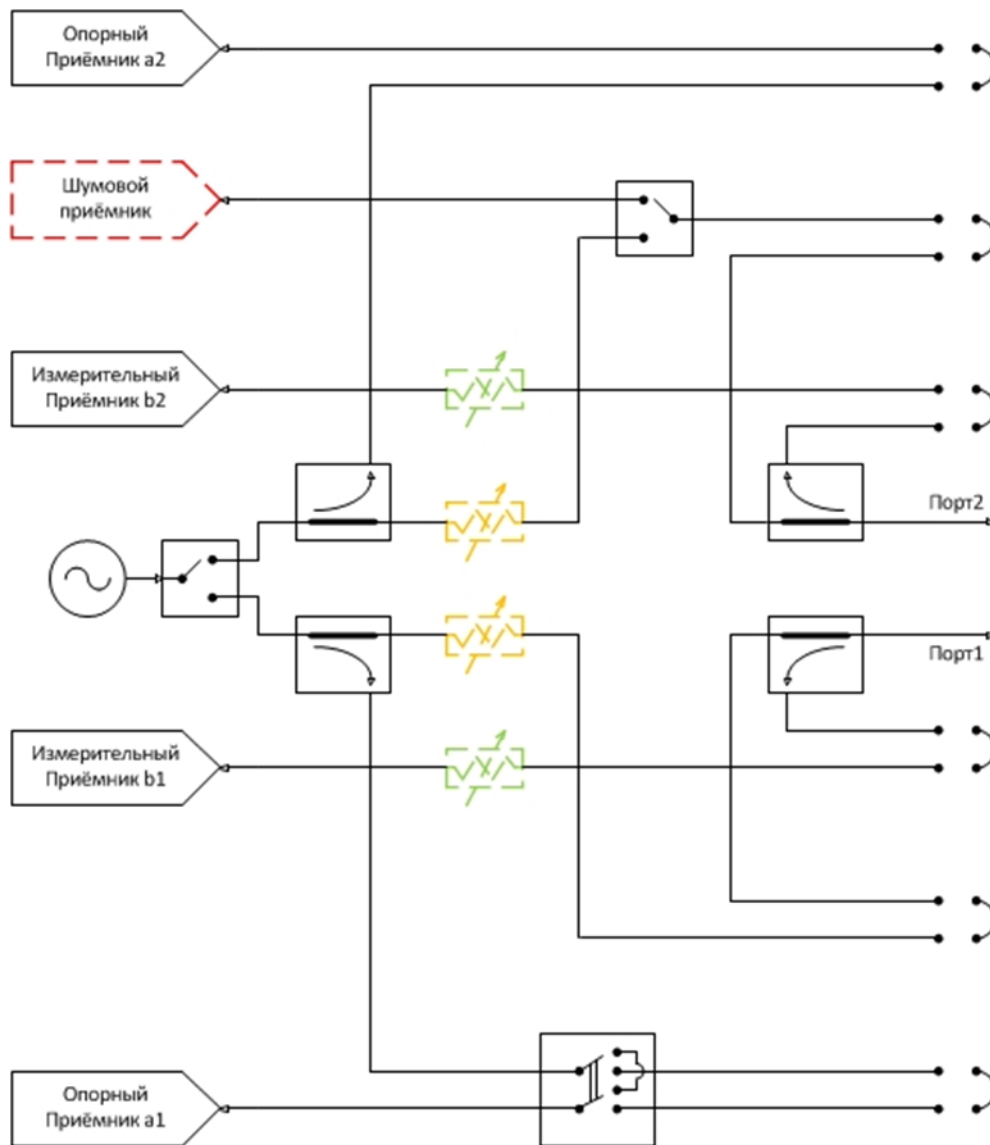 Опорный
Приёмник a2
Шумовой
приёмник
Измерительный
Приёмник b2
Порт2
Порт1
Измерительный
Приёмник b1
Опорный
Приёмник a1